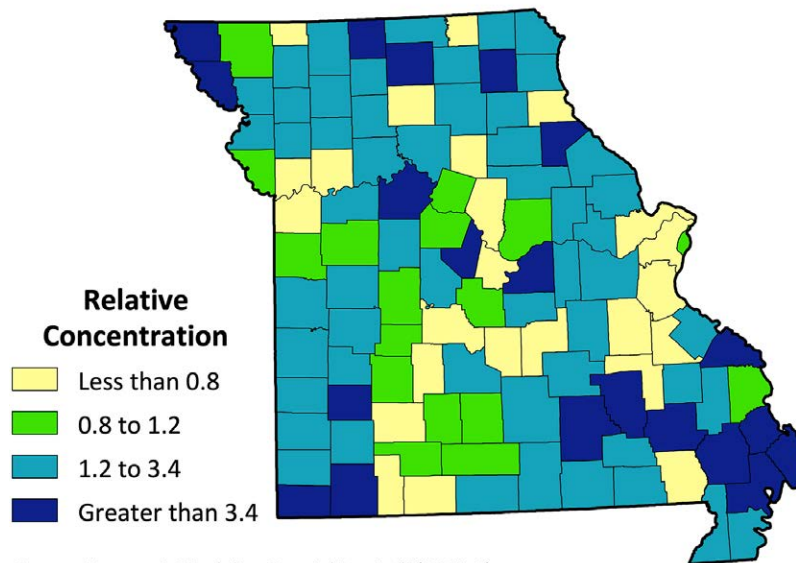 Relative
Concentration
Less than 0.8
0.8 to 1.2
1.2 to 3.4
Greater than 3.4